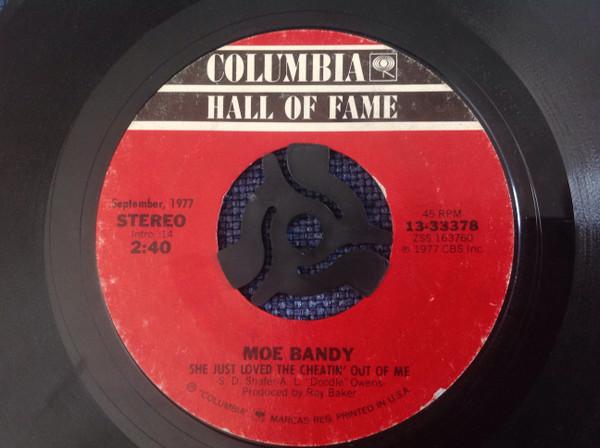 COLUMBIA
HALL OF FAME
September, 1977
STEREO
Intro: :14
2:40
45 RPM
13-33378
ZSS 163760
℗ 1977 CBS Inc.
MOE BANDY
SHE JUST LOVED THE CHEATIN' OUT OF ME
S. D. Shafer-A. L. "Doodle" Owens
Produced by Ray Baker
® "COLUMBIA", MARCAS REG. PRINTED IN U.S.A.